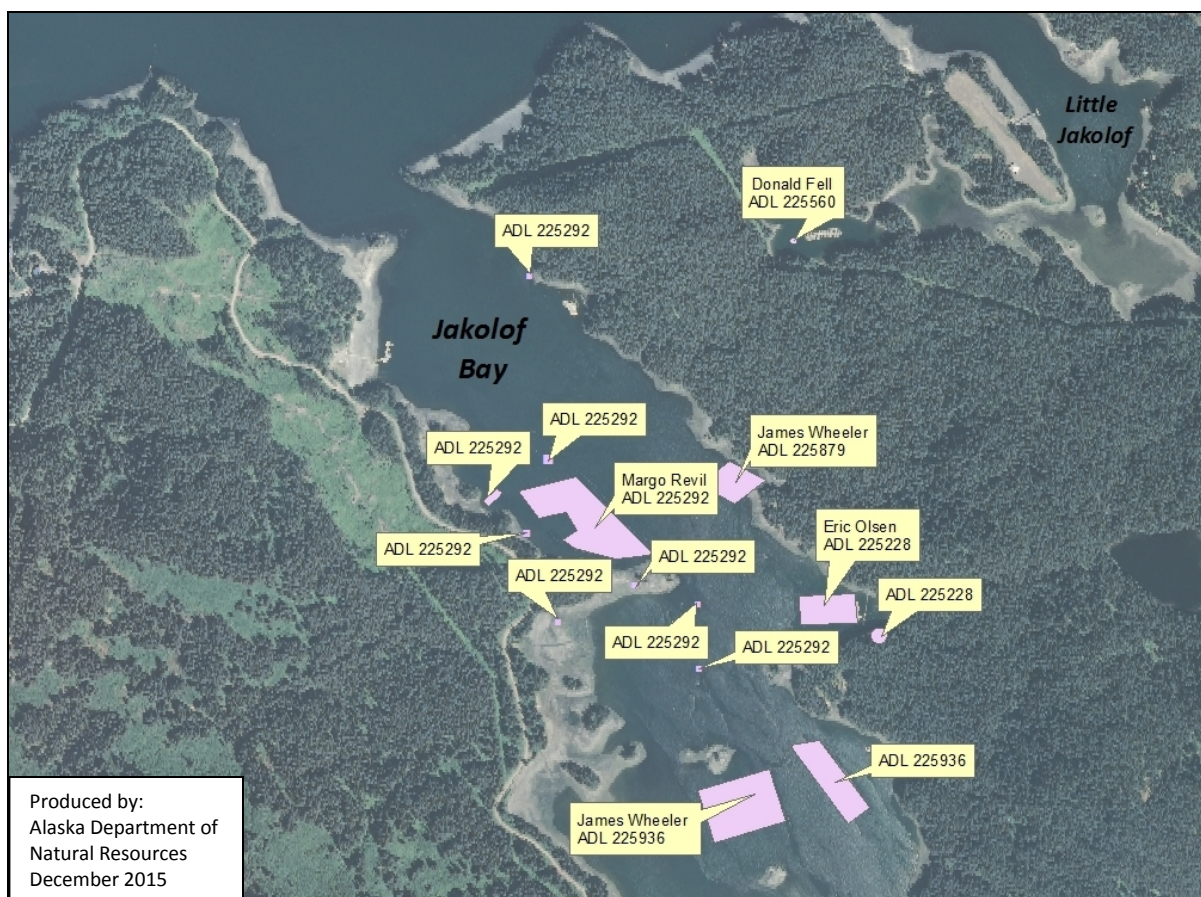 Little
Jakolof
Donald Fell
ADL 225560
ADL 225292
Jakolof
Bay
ADL 225292
ADL 225292
James Wheeler
ADL 225879
Margo Revil
ADL 225292
Eric Olsen
ADL 225228
ADL 225292
ADL 225292
ADL 225292
ADL 225228
ADL 225292
ADL 225292
ADL 225936
James Wheeler
ADL 225936
Produced by:
Alaska Department of
Natural Resources
December 2015